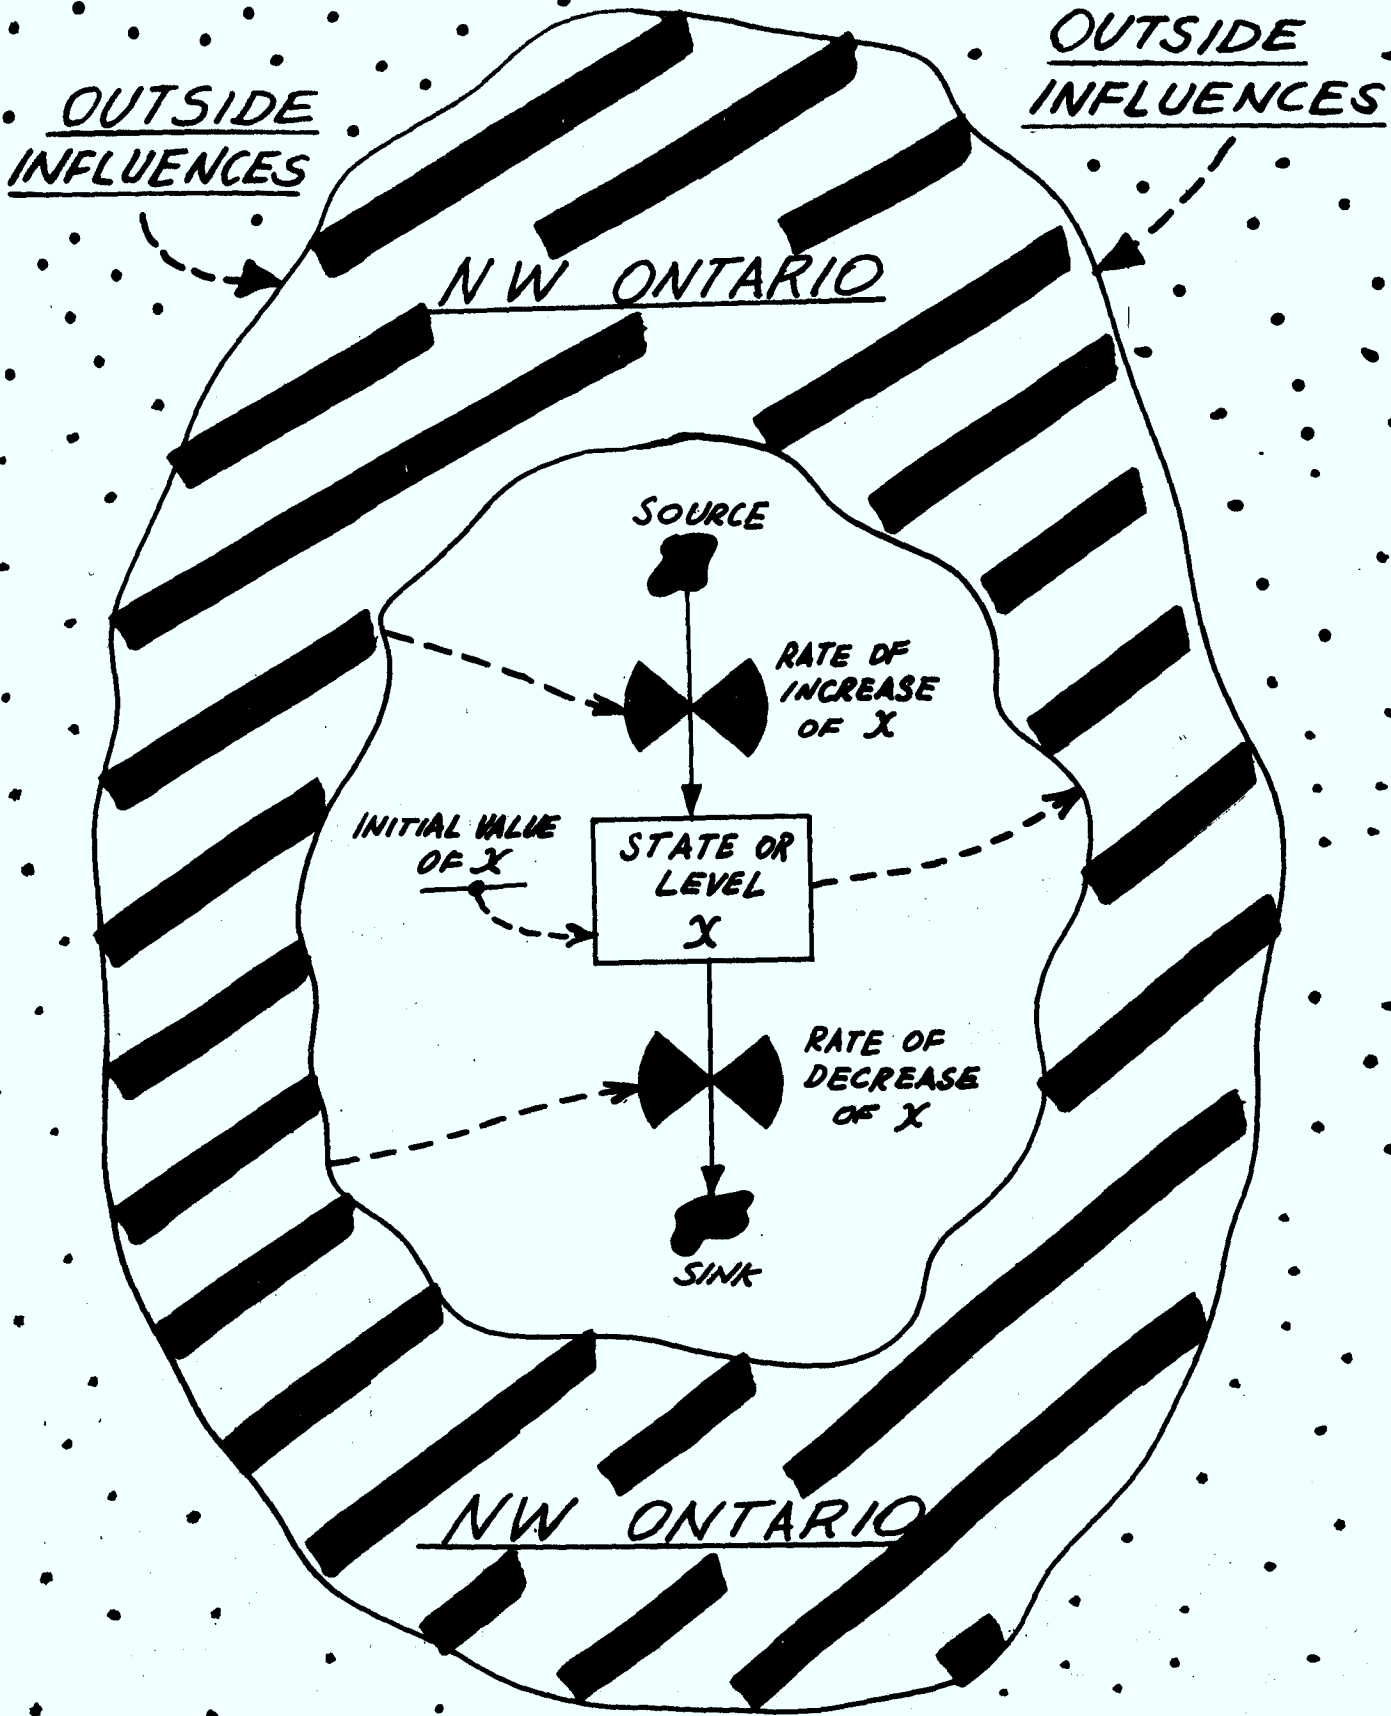 OUTSIDE
INFLUENCES
OUTSIDE
INFLUENCES
NW ONTARIO
SOURCE
RATE OF
INCREASE
OF X
INITIAL VALUE
OF X
STATE OR
LEVEL
X
RATE OF
DECREASE
OF X
SINK
NW ONTARIO